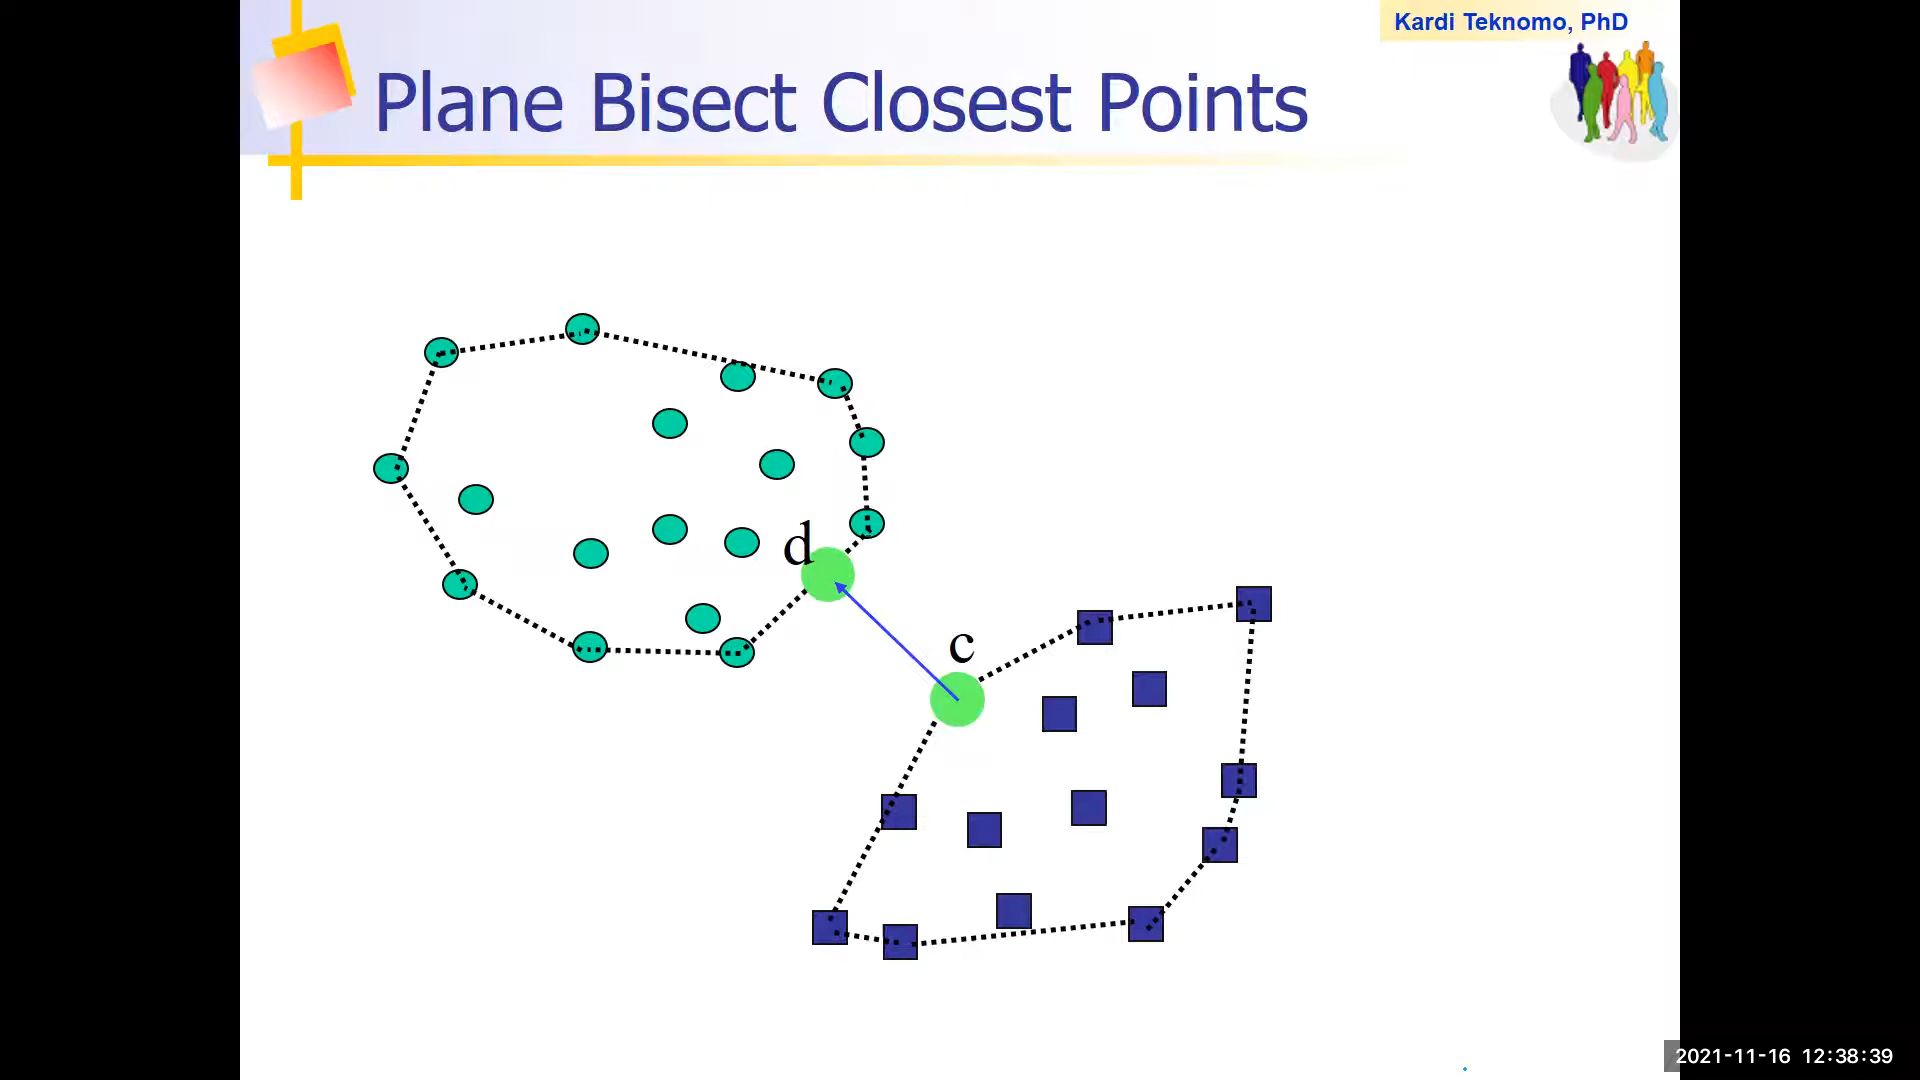 Kardi Teknomo, PhD
Plane Bisect Closest Points
d
c
2021-11-16 12:38:39